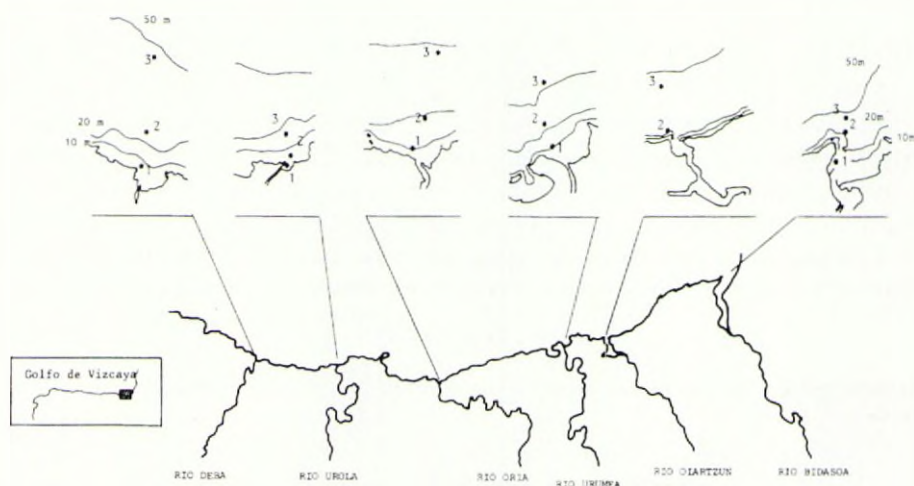 50 m
3
20 m
10 m
2
1
3
2
1
3
2
1
3
2
1
3
2
50m
3
20m
2
10m
1
Golfo de Vizcaya
RIO DEBA
RIO UROLA
RIO ORIA
RIO URUMEA
RIO OIARTZUN
RIO BIDASOA